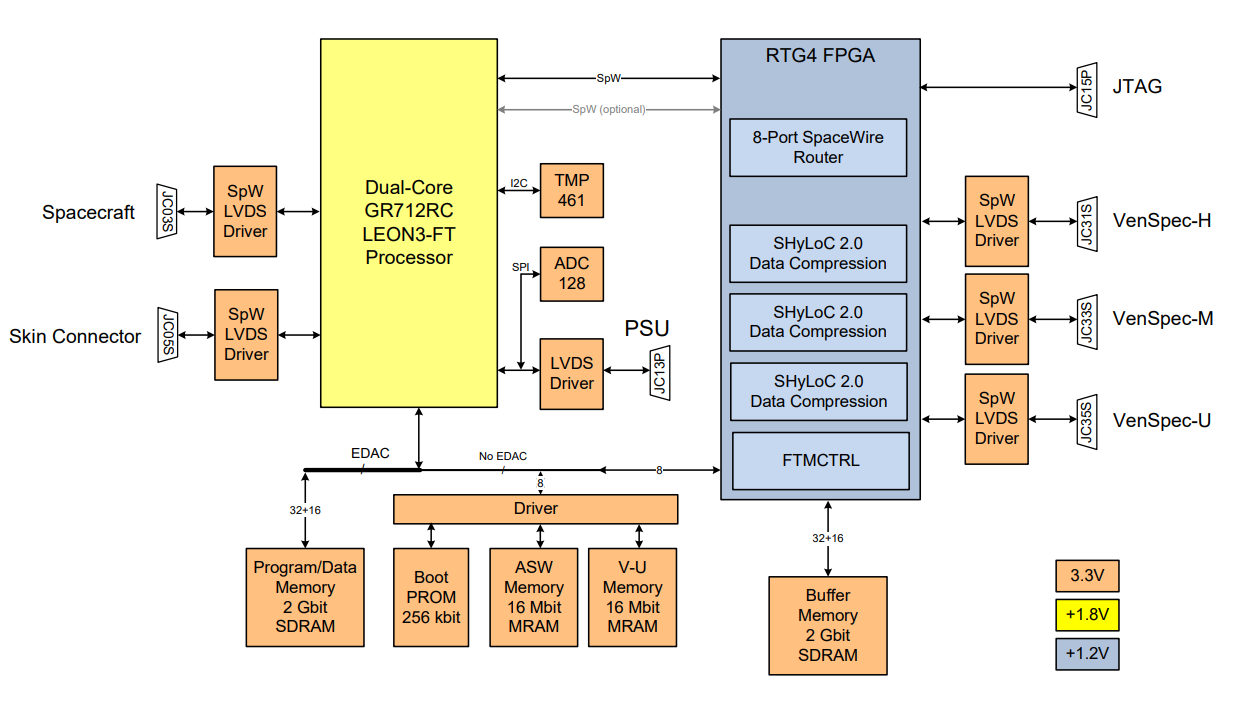 RTG4 FPGA
SpW
SpW (optional)
JC15P
JTAG
8-Port SpaceWire
Router
Dual-Core
GR712RC
LEON3-FT
Processor
I2C
TMP
461
Spacecraft
JC03S
SpW
LVDS
Driver
SpW
LVDS
Driver
JC31S
VenSpec-H
SHyLoC 2.0
Data Compression
SPI
ADC
128
Skin Connector
JC05S
SpW
LVDS
Driver
SHyLoC 2.0
Data Compression
SpW
LVDS
Driver
JC33S
VenSpec-M
PSU
LVDS
Driver
JC13P
SHyLoC 2.0
Data Compression
SpW
LVDS
Driver
JC35S
VenSpec-U
EDAC
No EDAC
8
FTMCTRL
8
32+16
Driver
32+16
Program/Data
Memory
2 Gbit
SDRAM
Boot
PROM
256 kbit
ASW
Memory
16 Mbit
MRAM
V-U
Memory
16 Mbit
MRAM
Buffer
Memory
2 Gbit
SDRAM
3.3V
+1.8V
+1.2V